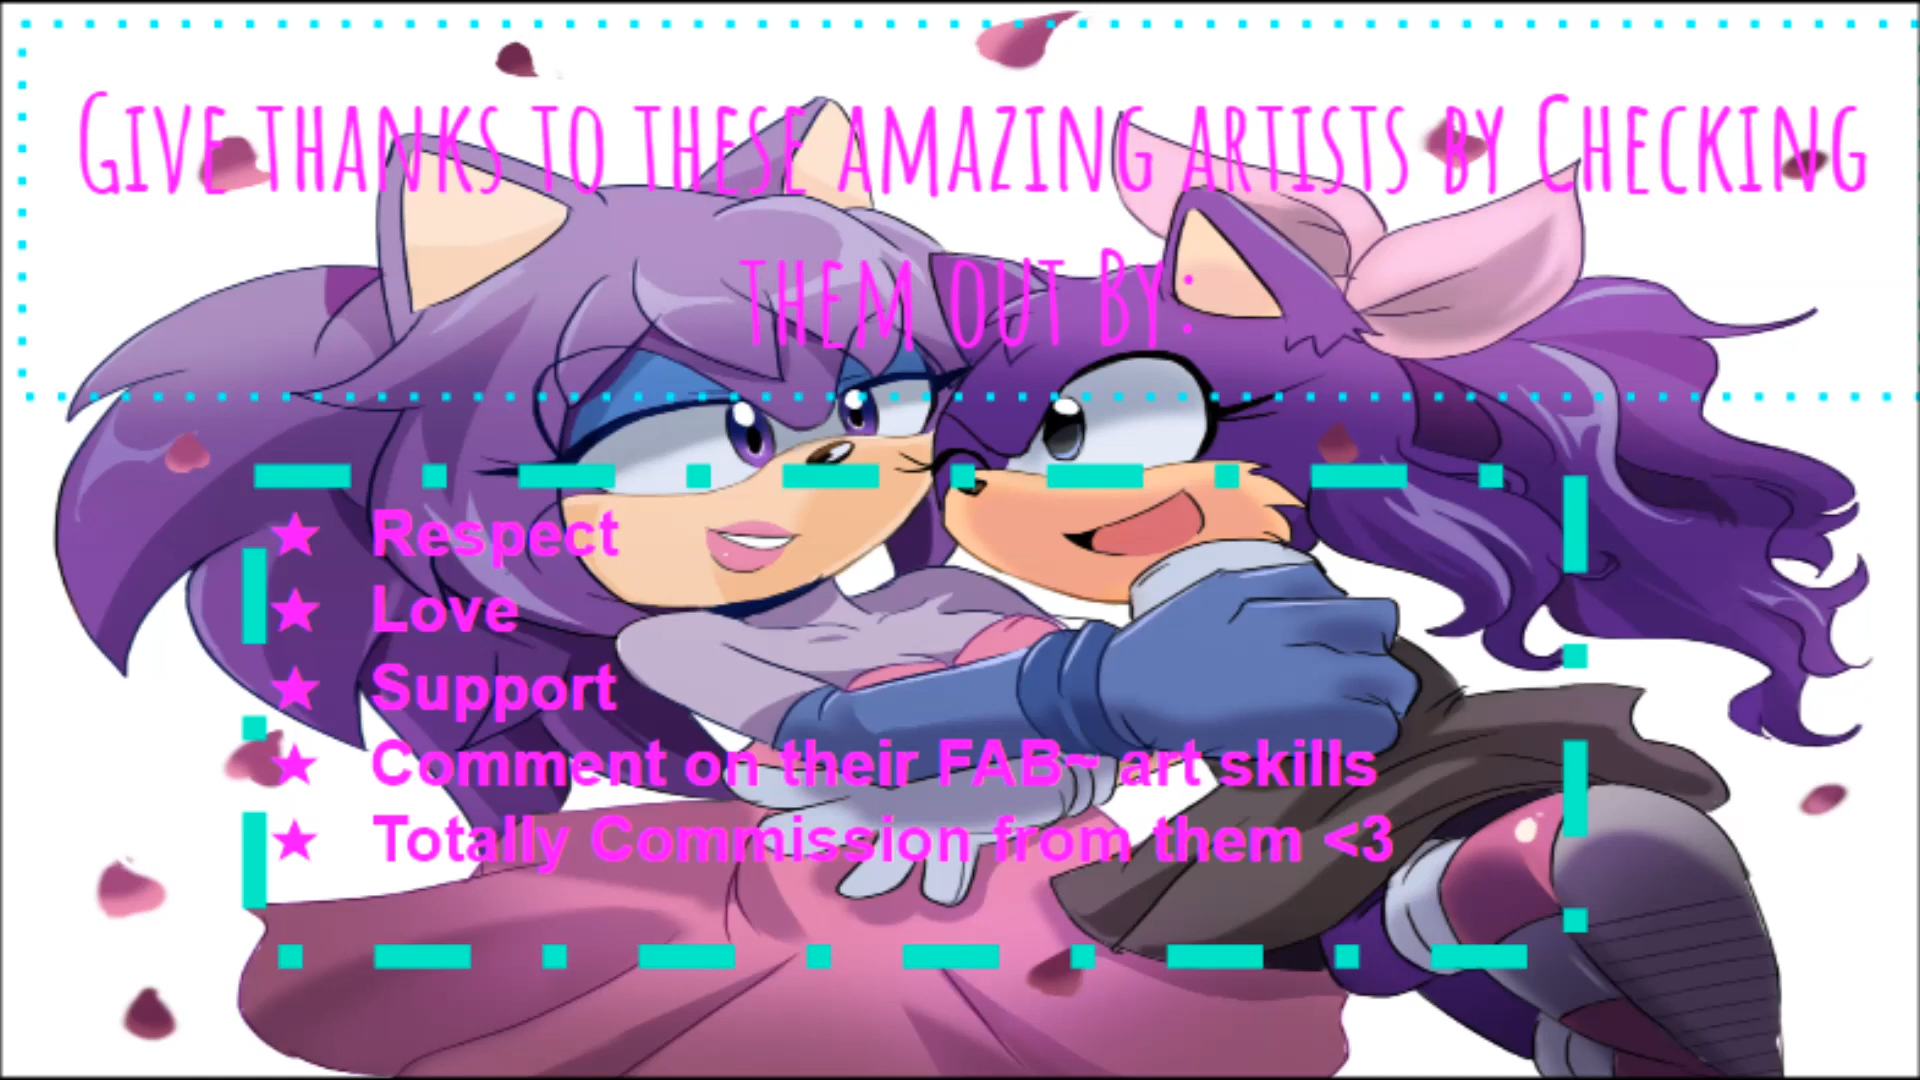 Give thanks to these amazing artists by Checking
them out By:
★ Respect
★ Love
★ Support
★ Comment on their FAB~ art skills
★ Totally Commission from them <3